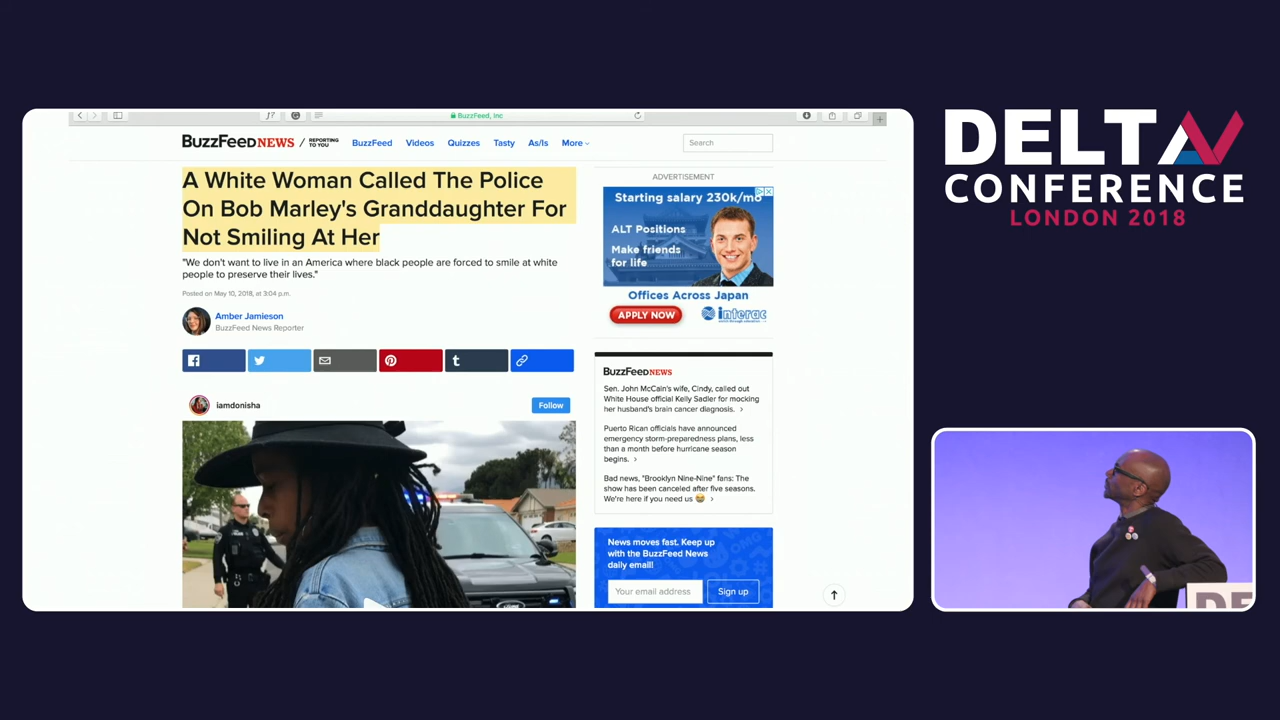 BuzzFeed, Inc
BuzzFeed NEWS / REPORTING TO YOU
BuzzFeed Videos Quizzes Tasty As/Is More
Search
A White Woman Called The Police
On Bob Marley's Granddaughter For
Not Smiling At Her
"We don't want to live in an America where black people are forced to smile at white
people to preserve their lives."
Posted on May 10, 2018, at 3:04 p.m.
Amber Jamieson
BuzzFeed News Reporter
iamdonisha
Follow
ADVERTISEMENT
Starting salary 230k/mo
ALT Positions
Make friends
for life
Offices Across Japan
APPLY NOW
interac
BuzzFeed NEWS
Sen. John McCain's wife, Cindy, called out
White House official Kelly Sadler for mocking
her husband's brain cancer diagnosis. >
Puerto Rican officials have announced
emergency storm-preparedness plans, less
than a month before hurricane season
begins. >
Bad news, "Brooklyn Nine-Nine" fans: The
show has been canceled after five seasons.
We're here if you need us 😂 >
News moves fast. Keep up
with the BuzzFeed News
daily email!
Your email address
Sign up
DELTA V
CONFERENCE
LONDON 2018
DE